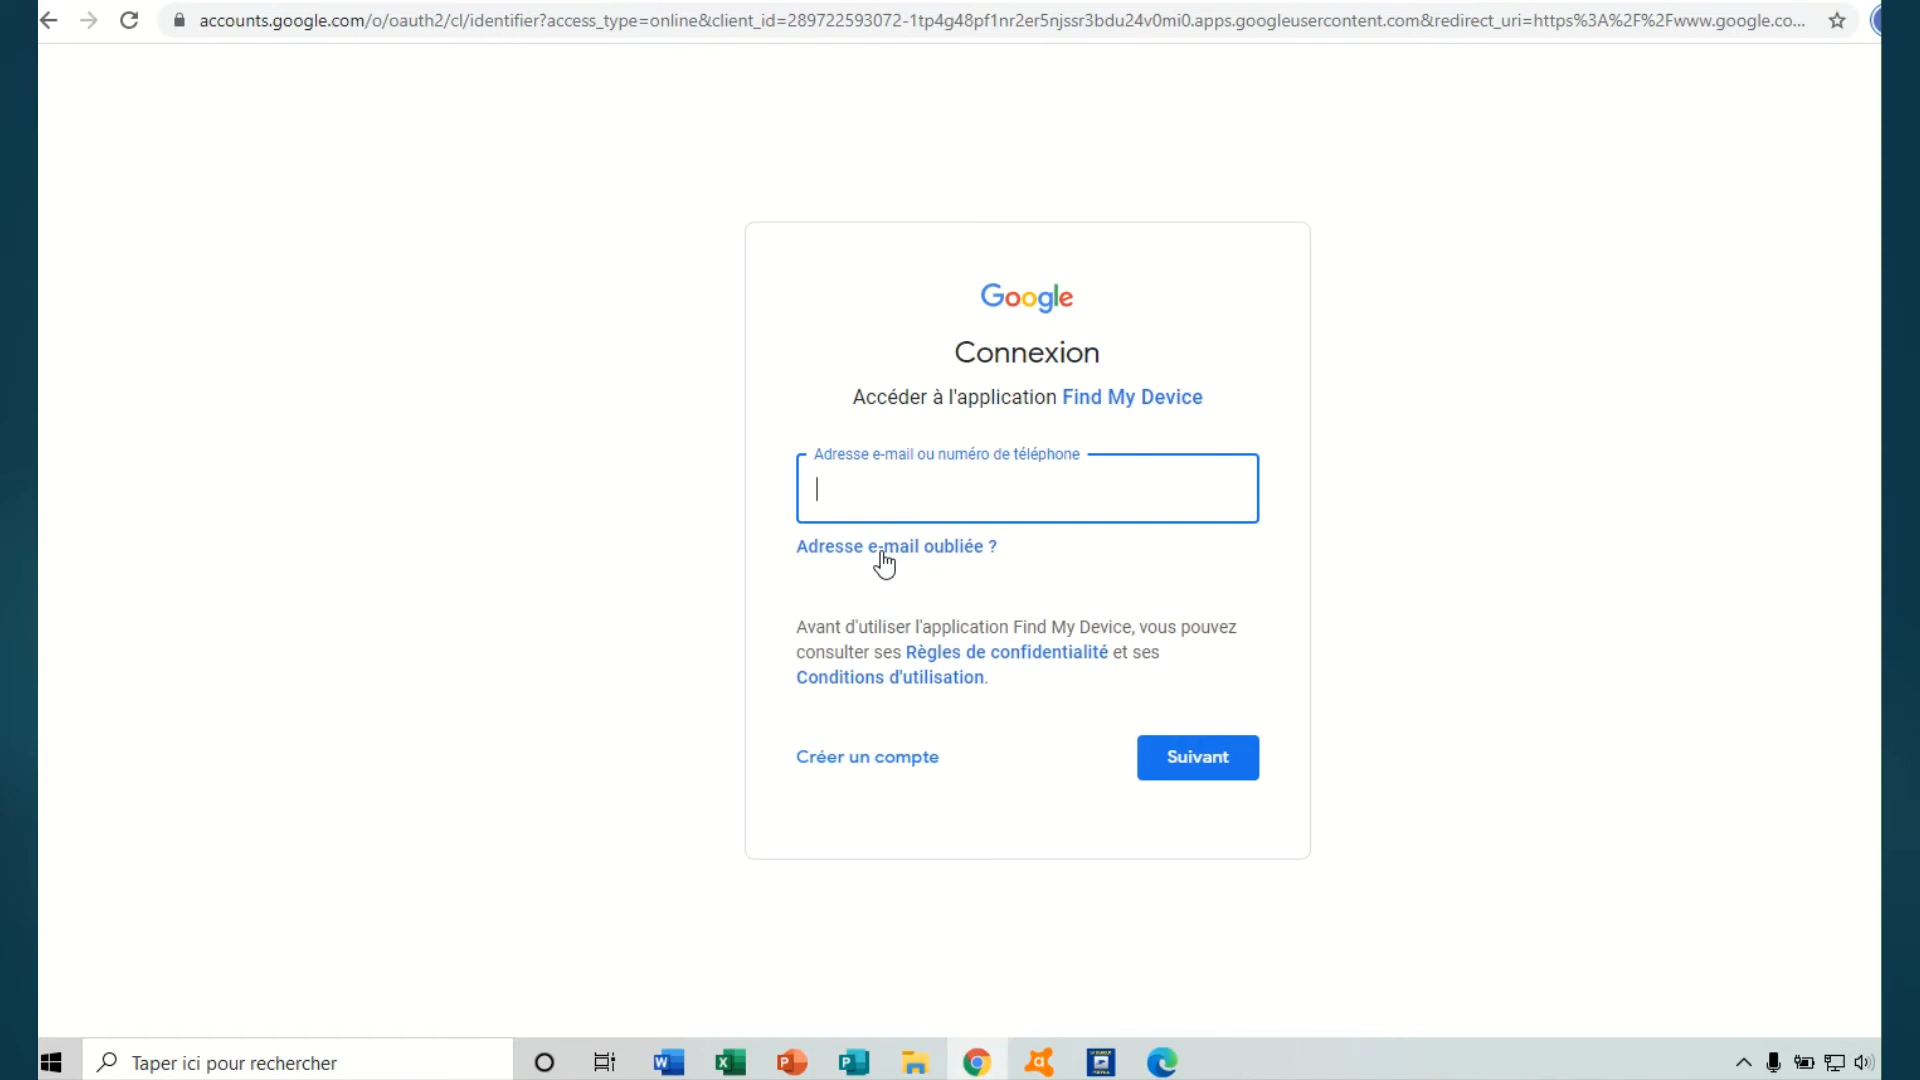 accounts.google.com/o/oauth2/cl/identifier?access_type=online&client_id=289722593072-1tp4g48pf1nr2er5njssr3bdu24v0mi0.apps.googleusercontent.com&redirect_uri=https%3A%2F%2Fwww.google.co...
Google
Connexion
Accéder à l'application Find My Device
Adresse e-mail ou numéro de téléphone
Adresse e-mail oubliée ?
Avant d'utiliser l'application Find My Device, vous pouvez
consulter ses Règles de confidentialité et ses
Conditions d'utilisation.
Créer un compte
Suivant
Taper ici pour rechercher